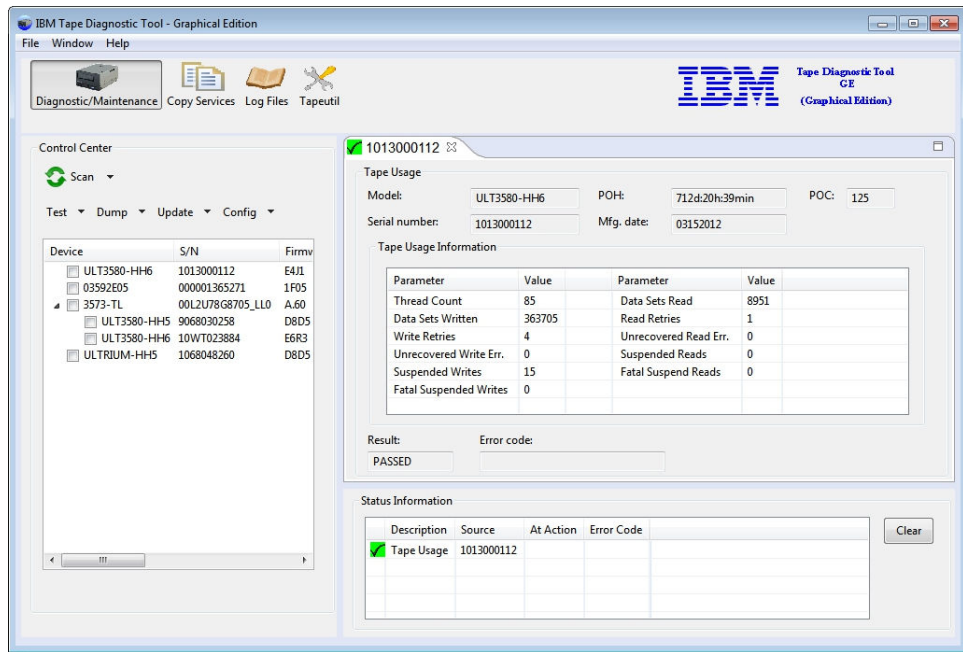 IBM Tape Diagnostic Tool - Graphical Edition
File Window Help
Diagnostic/Maintenance Copy Services Log Files Tapeutil
IBM
Tape Diagnostic Tool
GE
(Graphical Edition)
Control Center
Scan
Test Dump Update Config
Device S/N Firmw
ULT3580-HH6 1013000112 E4J1
03592E05 000001365271 1F05
3573-TL 00L2U78G8705_LL0 A.60
ULT3580-HH5 9068030258 D8D5
ULT3580-HH6 10WT023884 E6R3
ULTRIUM-HH5 1068048260 D8D5
1013000112
Tape Usage
Model: ULT3580-HH6 POH: 712d:20h:39min POC: 125
Serial number: 1013000112 Mfg. date: 03152012
Tape Usage Information
Parameter Value Parameter Value
Thread Count 85 Data Sets Read 8951
Data Sets Written 363705 Read Retries 1
Write Retries 4 Unrecovered Read Err. 0
Unrecovered Write Err. 0 Suspended Reads 0
Suspended Writes 15 Fatal Suspend Reads 0
Fatal Suspended Writes 0
Result: Error code:
PASSED
Status Information
Description Source At Action Error Code
Tape Usage 1013000112
Clear